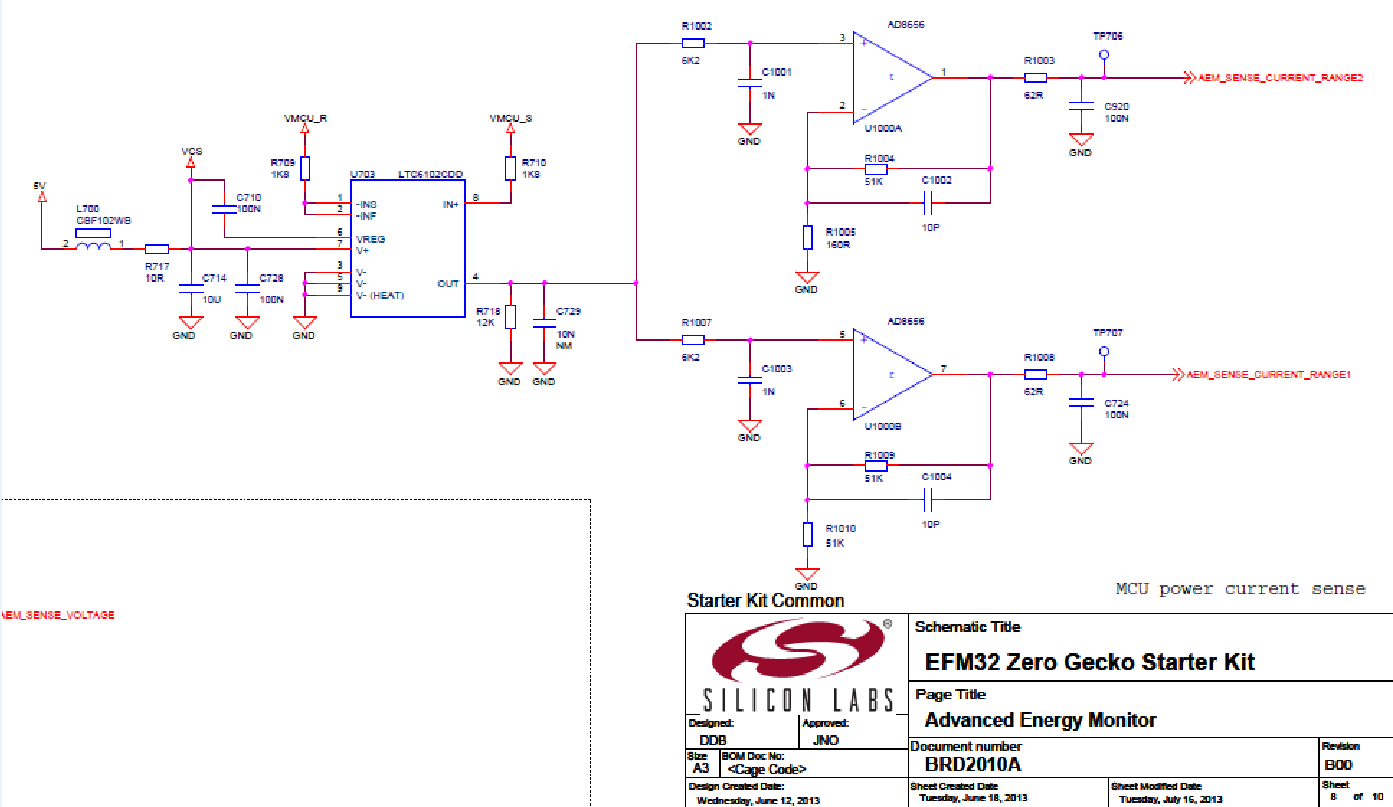 R1002
6K2
C1001
1N
GND
AD8656
3
1
2
U1000A
R1004
51K
C1002
10P
R1005
160R
GND
R1003
62R
TP706
C920
100N
GND
AEM_SENSE_CURRENT_RANGE2
VMCU_R
VMCU_S
R709
1K8
R710
1K8
VCS
5V
L700
CBF102WB
2
1
R717
10R
C710
100N
C714
10U
C728
100N
GND
GND
GND
U703
LTC6102CDD
1
-INS
2
-INF
6
VREG
7
V+
3
V-
5
V-
9
V- (HEAT)
IN+
8
OUT
4
R718
12K
C729
10N
NM
GND
GND
R1007
6K2
C1003
1N
GND
AD8656
5
7
6
U1000B
R1009
51K
C1004
10P
R1010
51K
GND
R1008
62R
TP707
C724
100N
GND
AEM_SENSE_CURRENT_RANGE1
AEM_SENSE_VOLTAGE
MCU power current sense
Starter Kit Common
SILICON LABS
®
Schematic Title
EFM32 Zero Gecko Starter Kit
Page Title
Advanced Energy Monitor
Designed:
DDB
Approved:
JNO
Size
A3
BOM Doc No:
<Cage Code>
Document number
BRD2010A
Revision
B00
Design Created Date:
Wednesday, June 12, 2013
Sheet Created Date
Tuesday, June 18, 2013
Sheet Modified Date
Tuesday, July 16, 2013
Sheet
8 of 10